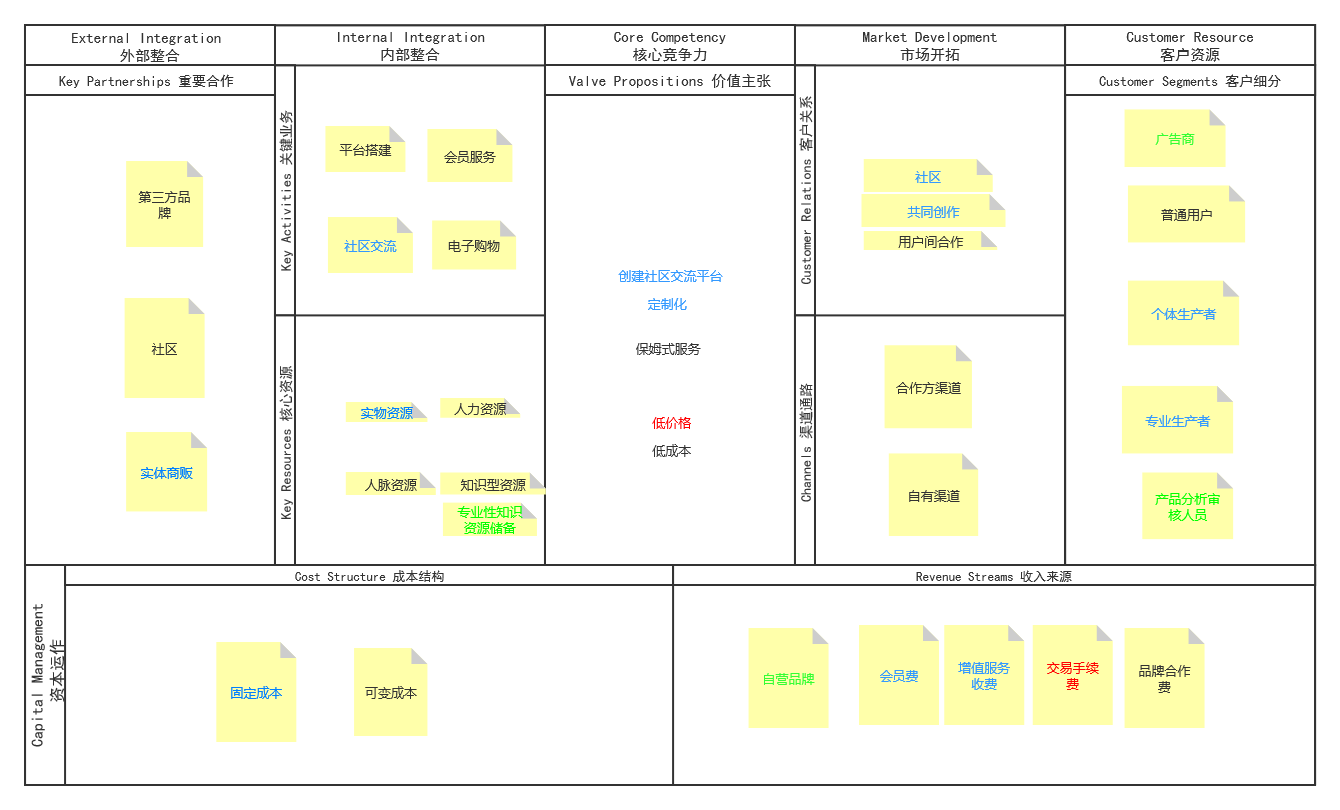 External Integration
外部整合
Internal Integration
内部整合
Core Competency
核心竞争力
Market Development
市场开拓
Customer Resource
客户资源
Key Partnerships 重要合作
第三方品
牌
社区
实体商贩
Key Activities 关键业务
平台搭建
会员服务
社区交流
电子购物
Key Resources 核心资源
实物资源
人力资源
人脉资源
知识型资源
专业性知识
资源储备
Valve Propositions 价值主张
创建社区交流平台
定制化
保姆式服务
低价格
低成本
Customer Relations 客户关系
社区
共同创作
用户间合作
Channels 渠道通路
合作方渠道
自有渠道
Customer Segments 客户细分
广告商
普通用户
个体生产者
专业生产者
产品分析审
核人员
Capital Management
资本运作
Cost Structure 成本结构
固定成本
可变成本
Revenue Streams 收入来源
自营品牌
会员费
增值服务
收费
交易手续
费
品牌合作
费